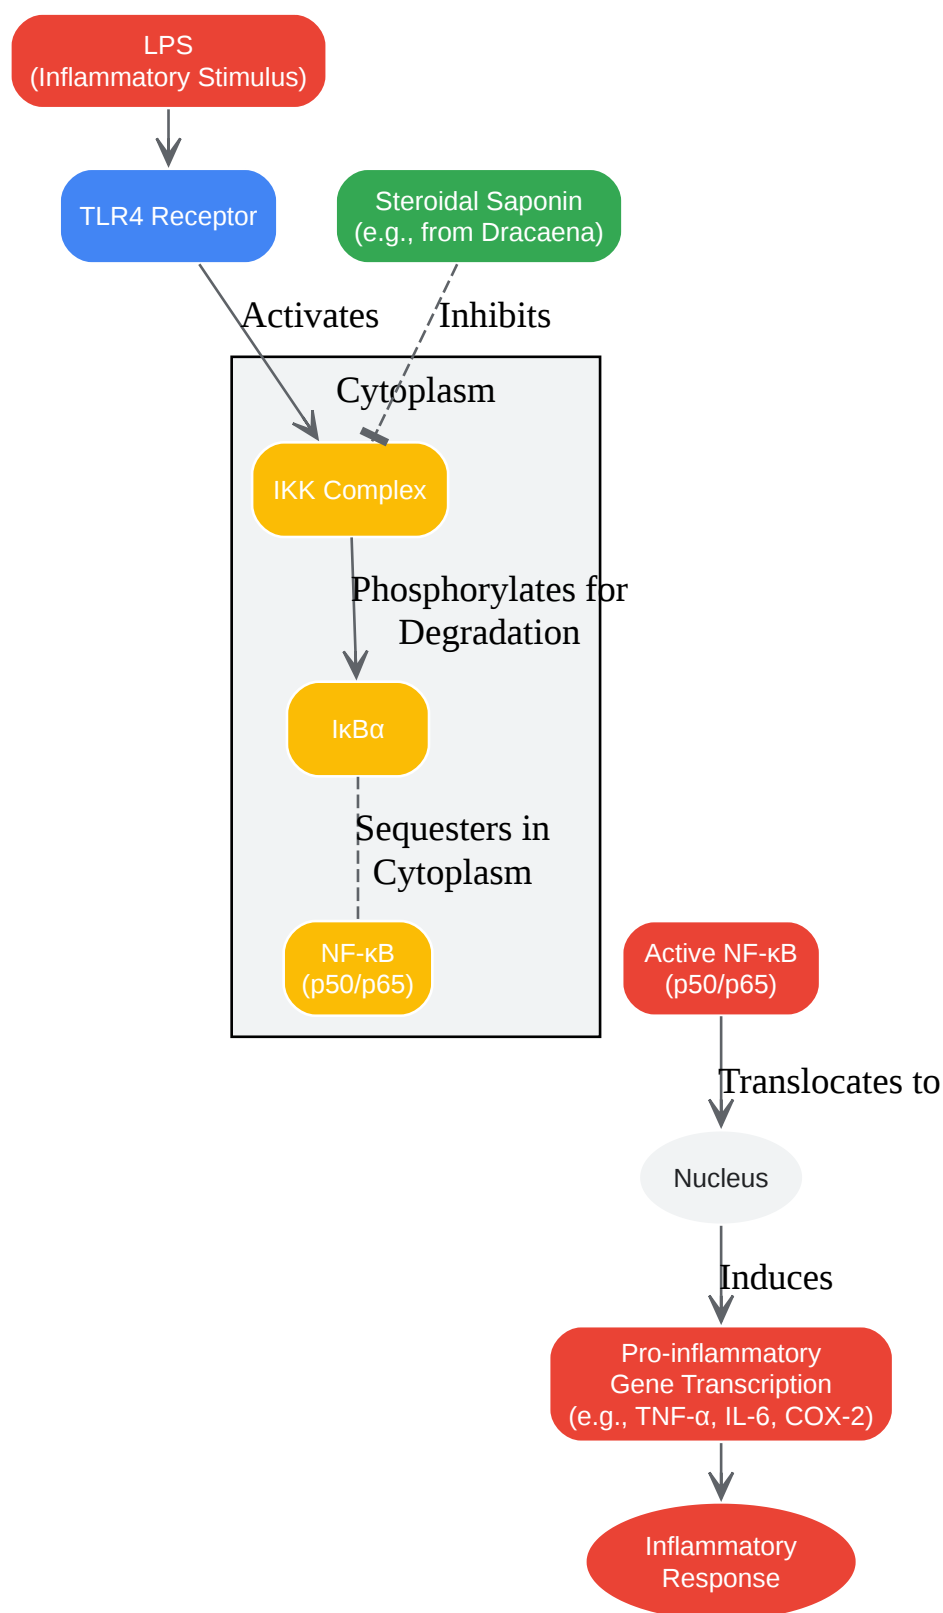 LPS
(Inflammatory Stimulus)
TLR4 Receptor
Steroidal Saponin
(e.g., from Dracaena)
Activates
Inhibits
Cytoplasm
IKK Complex
Phosphorylates for
Degradation
IκBα
Sequesters in
Cytoplasm
NF-κB
(p50/p65)
Active NF-κB
(p50/p65)
Translocates to
Nucleus
Induces
Pro-inflammatory
Gene Transcription
(e.g., TNF-α, IL-6, COX-2)
Inflammatory
Response